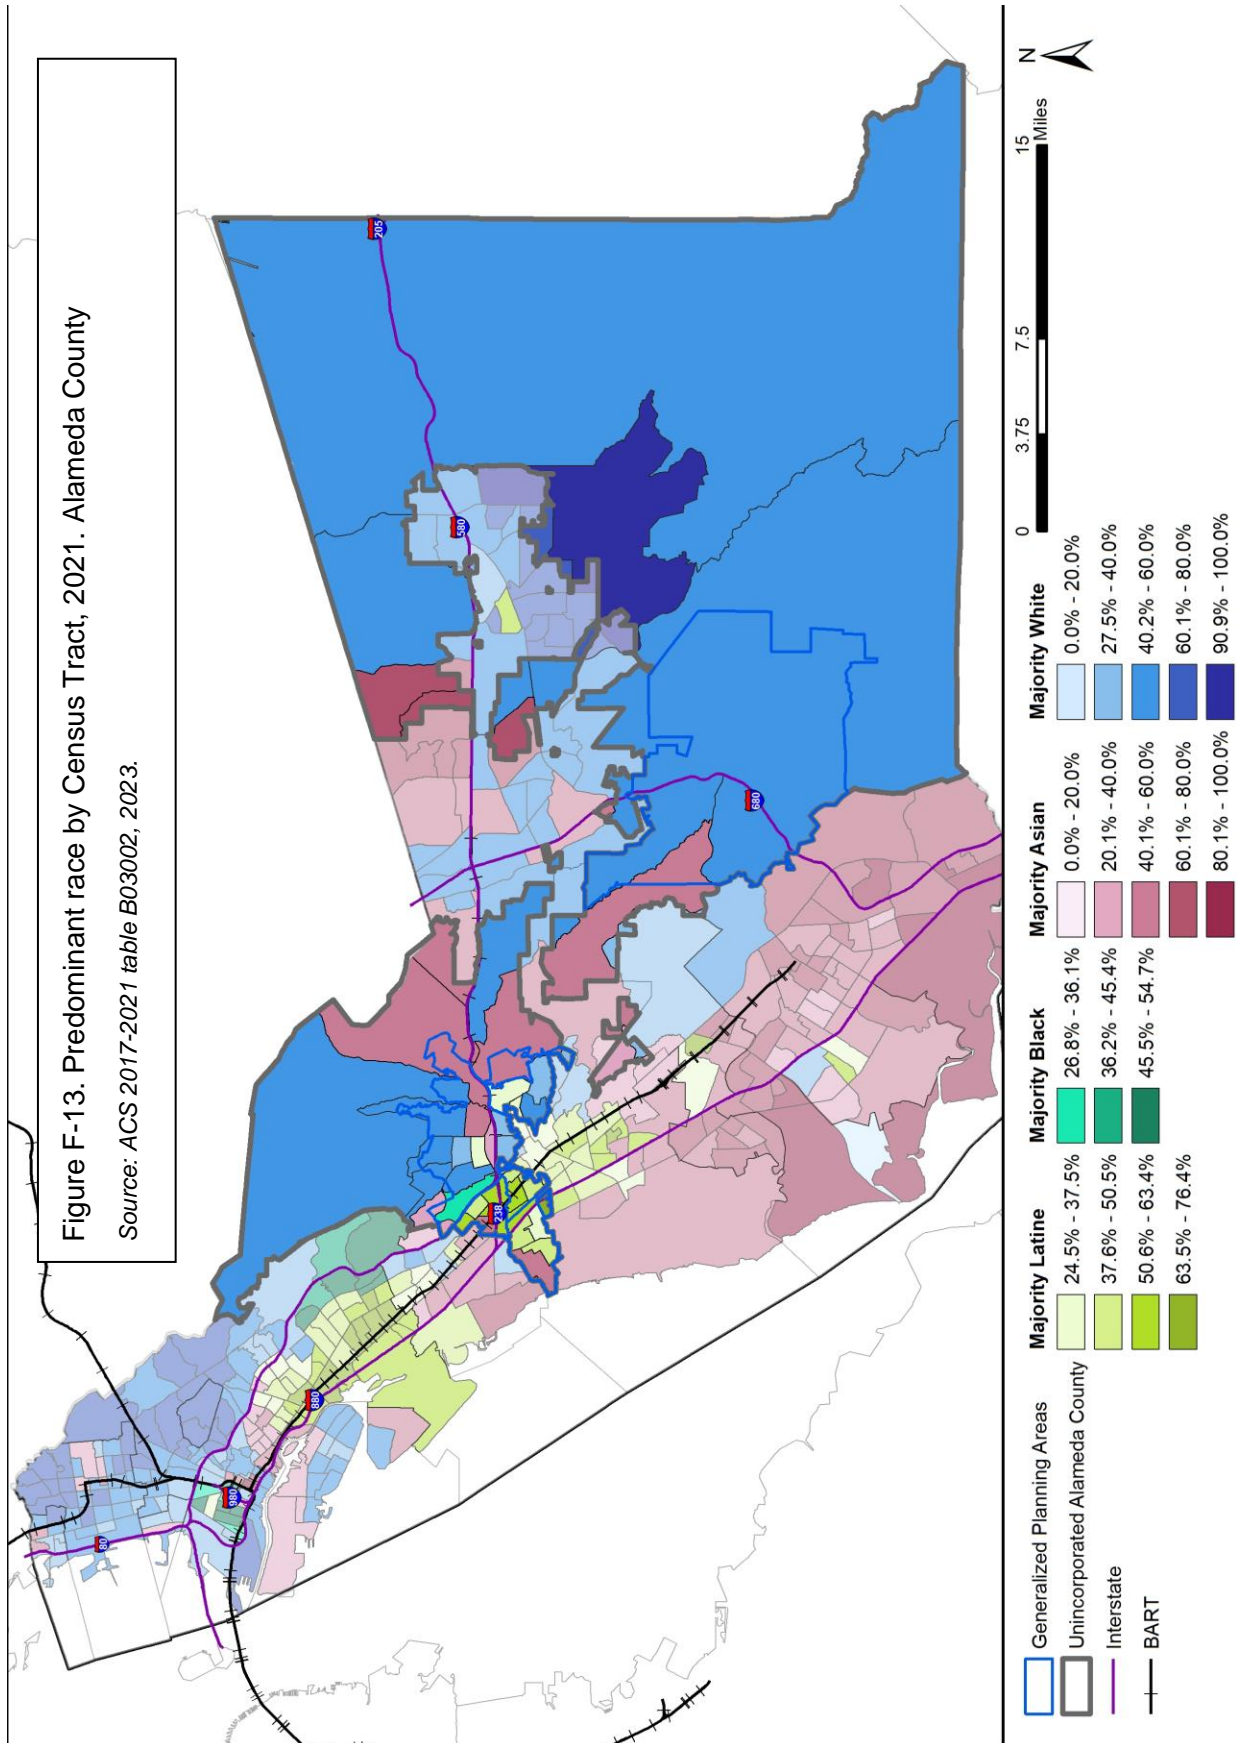 Figure F-13. Predominant race by Census Tract, 2021. Alameda County
Source: ACS 2017-2021 table B03002, 2023.
80
980
880
238
580
205
680
N
0 3.75 7.5 15
Miles
Generalized Planning Areas
Unincorporated Alameda County
Interstate
BART
Majority Latine
24.5% - 37.5%
37.6% - 50.5%
50.6% - 63.4%
63.5% - 76.4%
Majority Black
26.8% - 36.1%
36.2% - 45.4%
45.5% - 54.7%
Majority Asian
0.0% - 20.0%
20.1% - 40.0%
40.1% - 60.0%
60.1% - 80.0%
80.1% - 100.0%
Majority White
0.0% - 20.0%
27.5% - 40.0%
40.2% - 60.0%
60.1% - 80.0%
90.9% - 100.0%